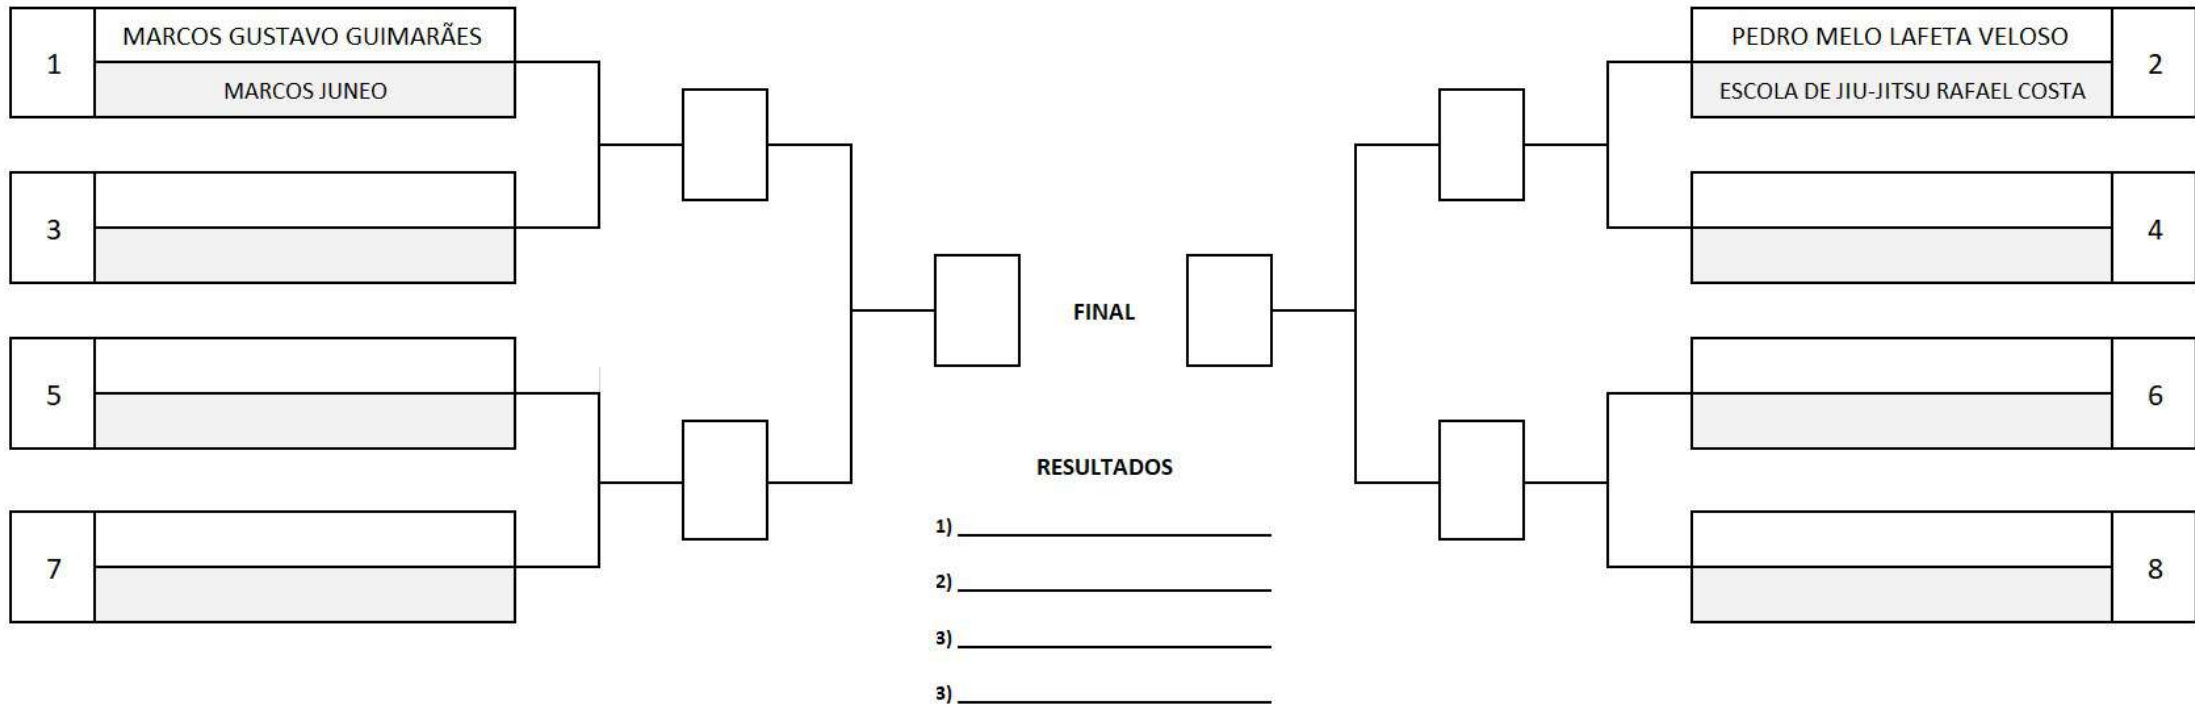 1
MARCOS GUSTAVO GUIMARÃES
MARCOS JUNEO
3
5
7
PEDRO MELO LAFETA VELOSO
2
ESCOLA DE JIU-JITSU RAFAEL COSTA
4
6
8
FINAL
RESULTADOS
1)
2)
3)
3)